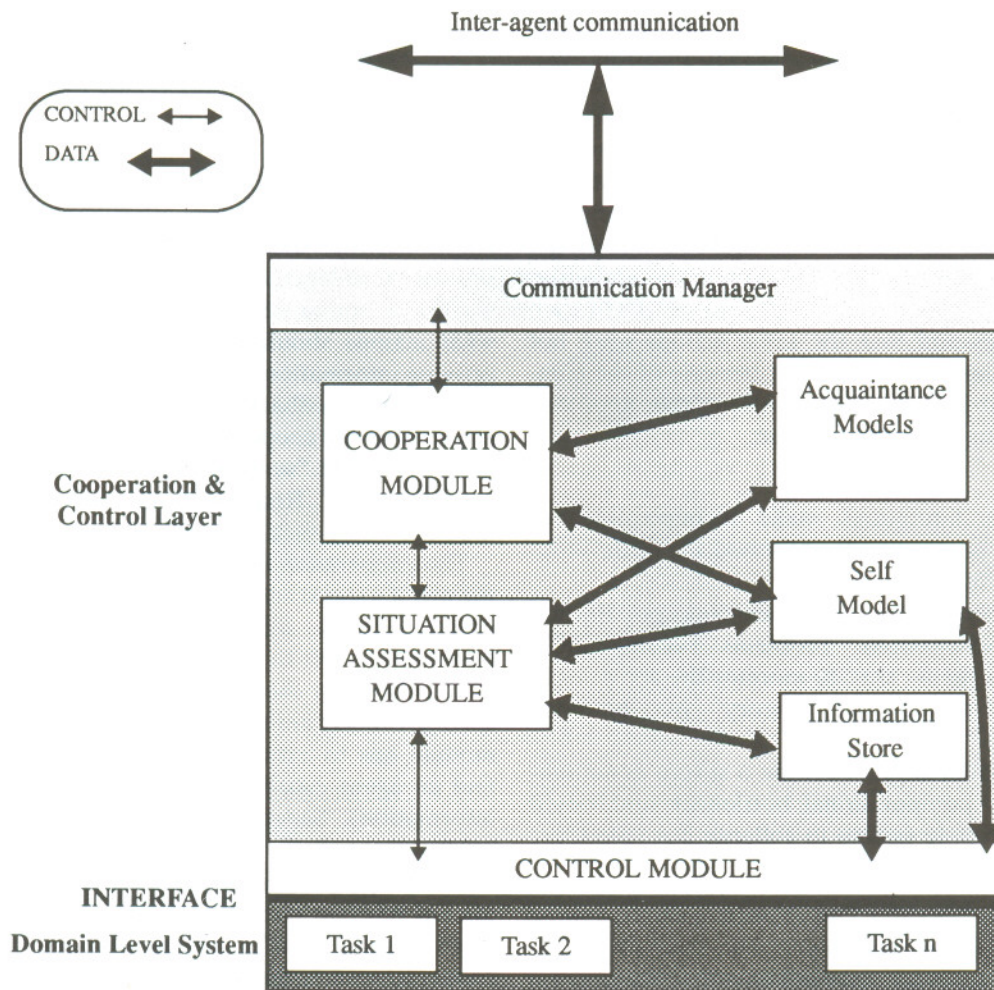 Inter-agent communication
CONTROL
DATA
Communication Manager
COOPERATION
MODULE
Acquaintance
Models
Cooperation &
Control Layer
Self
Model
SITUATION
ASSESSMENT
MODULE
Information
Store
CONTROL MODULE
INTERFACE
Domain Level System
Task 1
Task 2
Task n